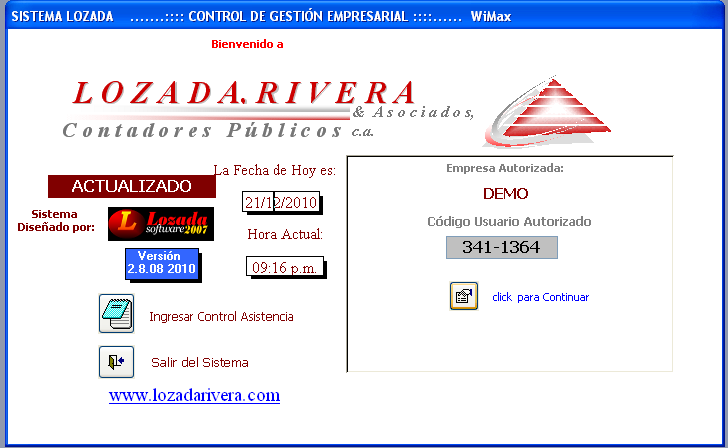 SISTEMA LOZADA .......:::: CONTROL DE GESTIÓN EMPRESARIAL ::::...... WiMax
Bienvenido a
LOZADA, RIVERA
& Asociados,
Contadores Públicos c.a.
La Fecha de Hoy es:
ACTUALIZADO
21/12/2010
Sistema
Diseñado por:
L Lozada
software2007
Hora Actual:
Versión
2.8.08 2010
09:16 p.m.
Ingresar Control Asistencia
Salir del Sistema
www.lozadarivera.com
Empresa Autorizada:
DEMO
Código Usuario Autorizado
341-1364
click para Continuar